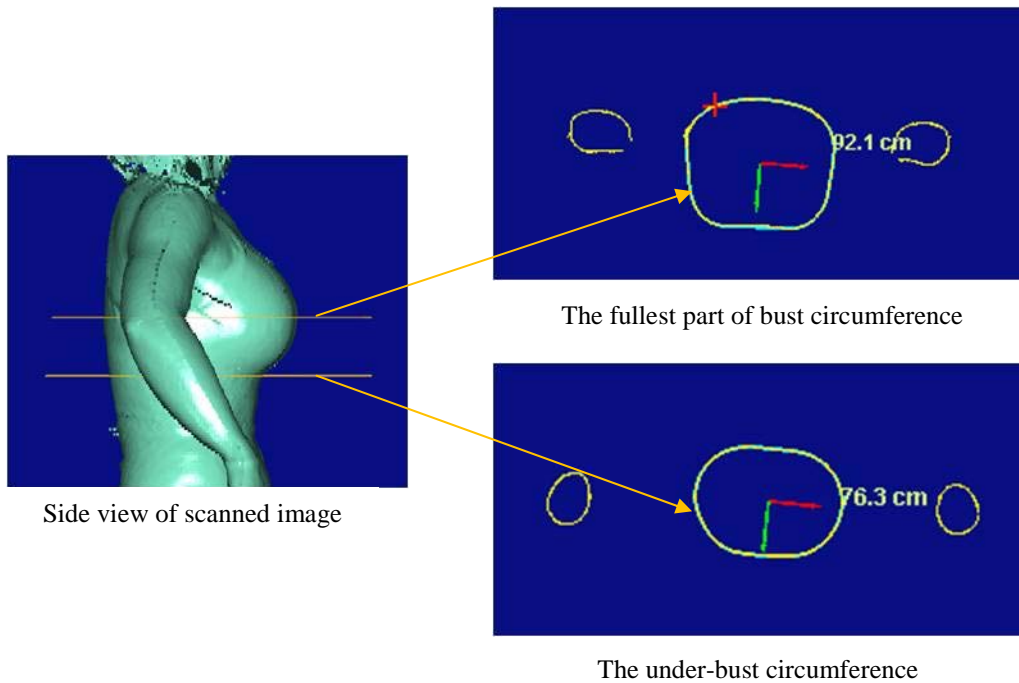 92.1 cm
The fullest part of bust circumference
Side view of scanned image
76.3 cm
The under-bust circumference